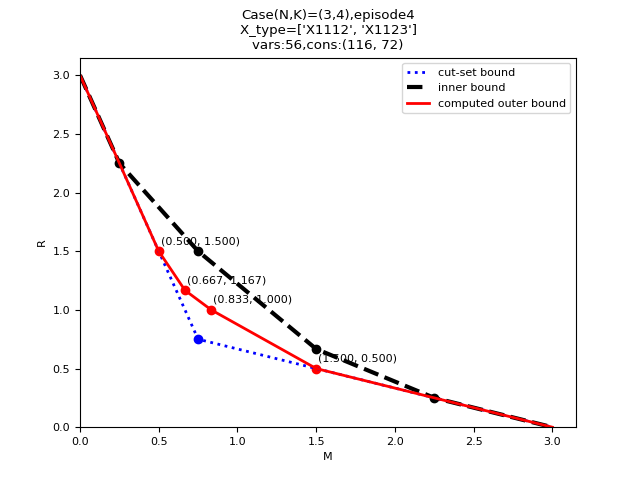 Case(N,K)=(3,4),episode4
X_type=['X1112', 'X1123']
vars:56,cons:(116, 72)
cut-set bound
inner bound
computed outer bound
3.0
2.5
2.0
1.5
1.0
0.5
0.0
R
(0.500, 1.500)
(0.667, 1.167)
(0.833, 1.000)
(1.500, 0.500)
0.0 0.5 1.0 1.5 2.0 2.5 3.0
M